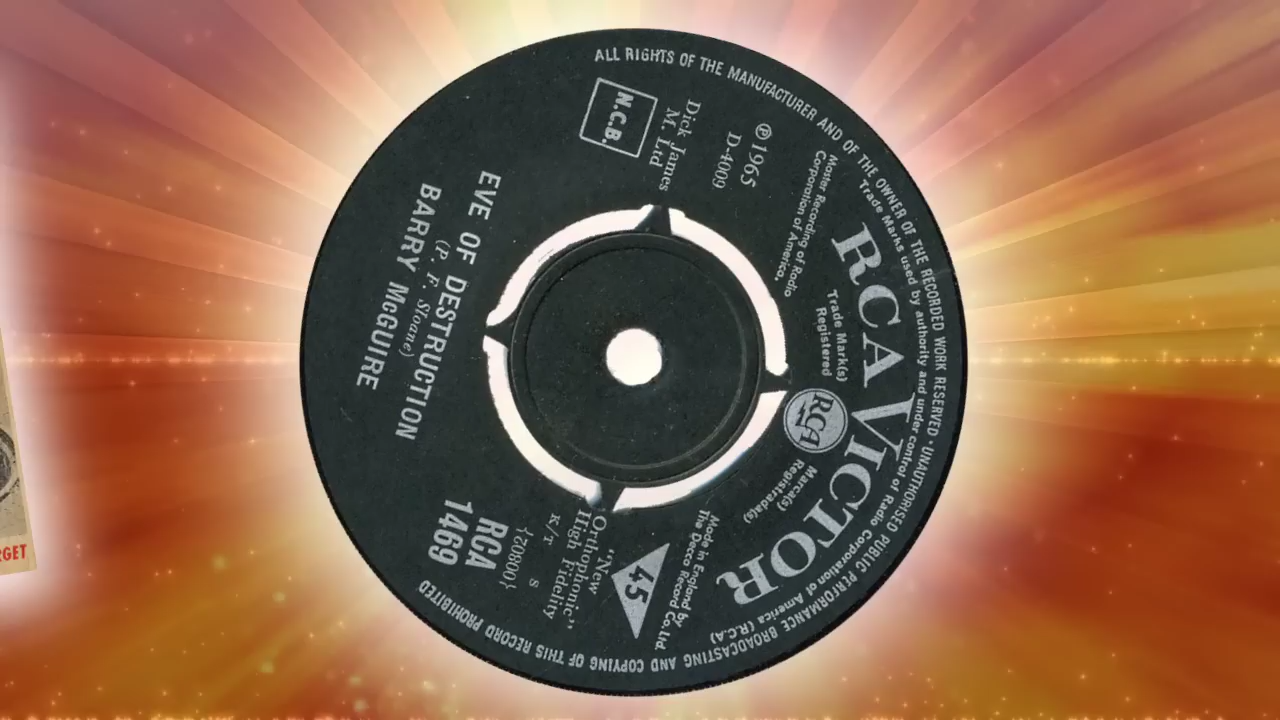 ALL RIGHTS OF THE MANUFACTURER AND OF THE OWNER OF THE RECORDED WORK RESERVED · UNAUTHORISED PUBLIC PERFORMANCE BROADCASTING AND COPYING OF THIS RECORD PROHIBITED
Trade Marks used by authority and under control of Radio Corporation of America (R.C.A)
RCA VICTOR
Master Recording of Radio
Corporation of America.
Trade Mark(s)
Registered
RCA
Marca(s)
Registrada(s)
Made in England by
The Decca Record Co. Ltd.
℗ 1965
D-4009
Dick James
M. Ltd
N.C.B.
45
"New
Orthophonic"
High Fidelity
K/T s
{20800}
RCA
1469
EVE OF DESTRUCTION
(P. F. Sloane)
BARRY McGUIRE
RGET